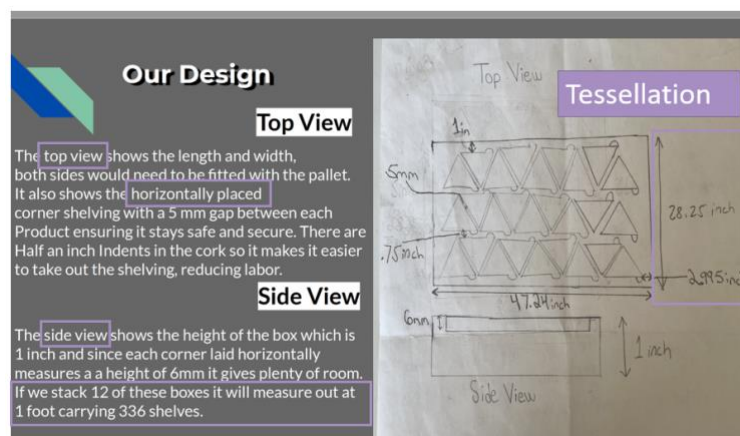 Our Design
Top View
The top view shows the length and width,
both sides would need to be fitted with the pallet.
It also shows the horizontally placed
corner shelving with a 5 mm gap between each
Product ensuring it stays safe and secure. There are
Half an inch Indents in the cork so it makes it easier
to take out the shelving, reducing labor.
Side View
The side view shows the height of the box which is
1 inch and since each corner laid horizontally
measures a a height of 6mm it gives plenty of room.
If we stack 12 of these boxes it will measure out at
1 foot carrying 336 shelves.
Top View
Tessellation
1in
5mm
28.25 inch
.75 inch
47.24 inch
6mm
1 inch
Side View